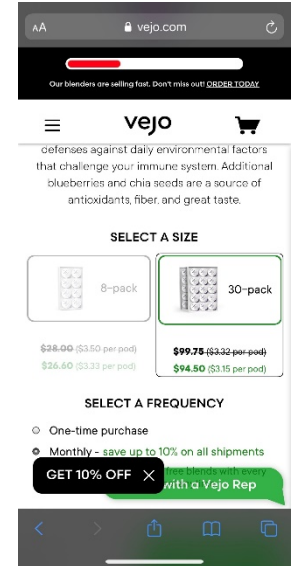 AA
vejo.com
Our blenders are selling fast. Don't miss out! ORDER TODAY
vejo
defenses against daily environmental factors
that challenge your immune system. Additional
blueberries and chia seeds are a source of
antioxidants, fiber, and great taste.
SELECT A SIZE
8-pack
30-pack
$28.00 ($3.50 per pod)
$99.75 ($3.32 per pod)
$26.60 ($3.33 per pod)
$94.50 ($3.15 per pod)
SELECT A FREQUENCY
One-time purchase
Monthly - save up to 10% on all shipments
free blends with every
GET 10% OFF ×
with a Vejo Rep